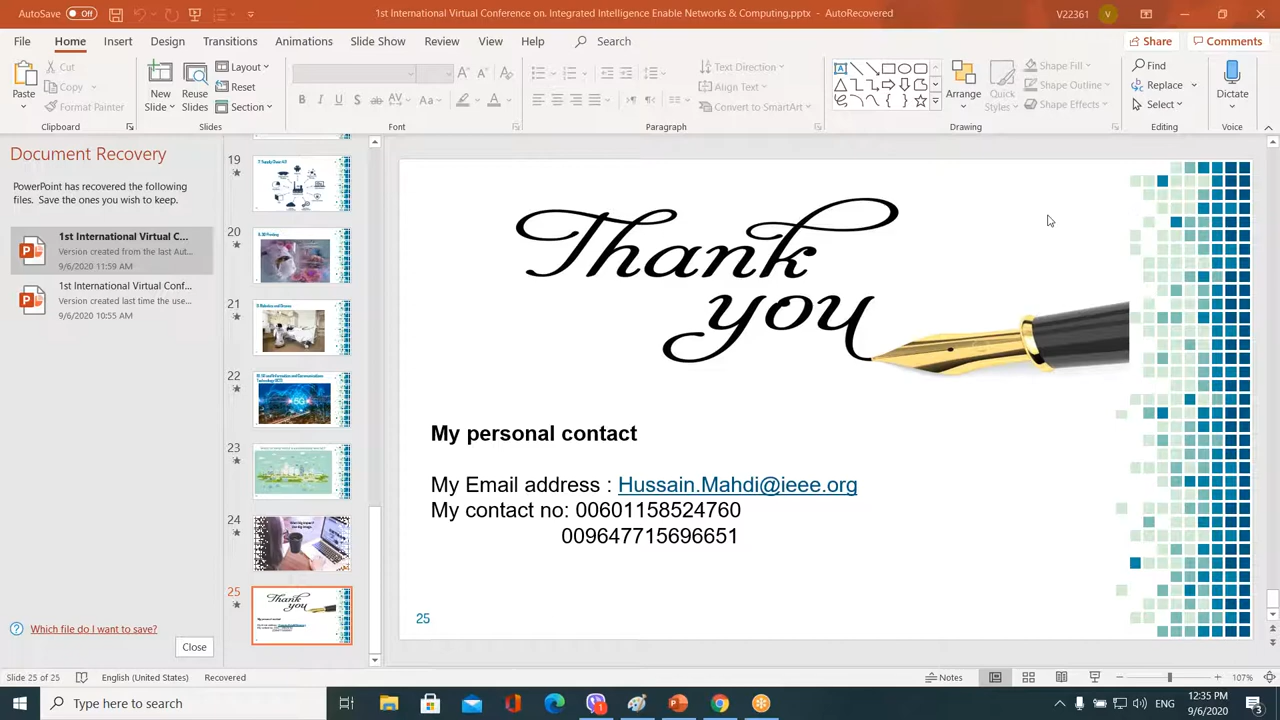 AutoSave Off
1st International Virtual Conference on. Integrated Intelligence Enable Networks & Computing.pptx - AutoRecovered
V22361 V
File Home Insert Design Transitions Animations Slide Show Review View Help Search
Share Comments
Paste
Cut
Copy
Format Painter
Clipboard
New Slide
Reuse Slides
Layout
Reset
Section
Slides
Font
Text Direction
Align Text
Convert to SmartArt
Paragraph
Arrange
Quick Styles
Shape Fill
Shape Outline
Shape Effects
Drawing
Find
Replace
Select
Editing
Dictate
Voice
Document Recovery
PowerPoint has recovered the following
files. Save the ones you wish to keep.
1st International Virtual C...
Version created from the last Aut...
9/6/2020 11:59 AM
1st International Virtual Conf...
Version created last time the use...
9/6/2020 10:55 AM
Which file do I want to save?
Close
19
20
21
22
23
24
25
Thank
you
My personal contact
My Email address : Hussain.Mahdi@ieee.org
My contact no: 00601158524760
009647715696651
25
Slide 25 of 25
English (United States)
Recovered
Notes
107%
Type here to search
ENG
12:35 PM
9/6/2020
3